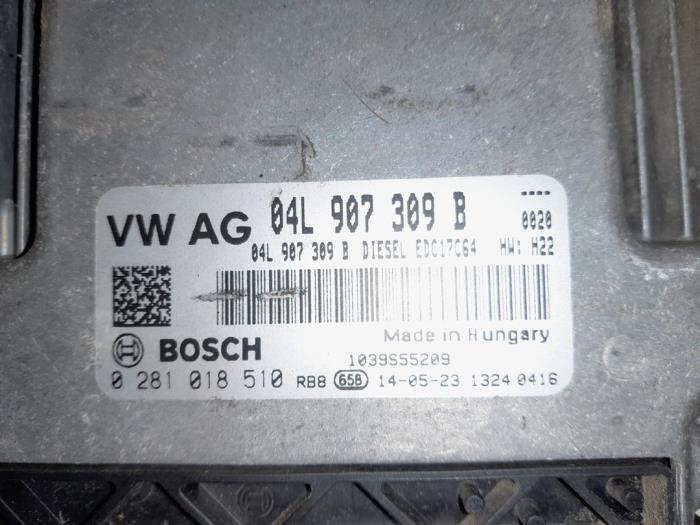 VW AG 04L 907 309 B ----
0020
04L 907 309 B DIESEL EDC17C64 HW: H22
Made in Hungary
BOSCH 1039S55209
0 281 018 510 RB8 658 14-05-23 1324 0416